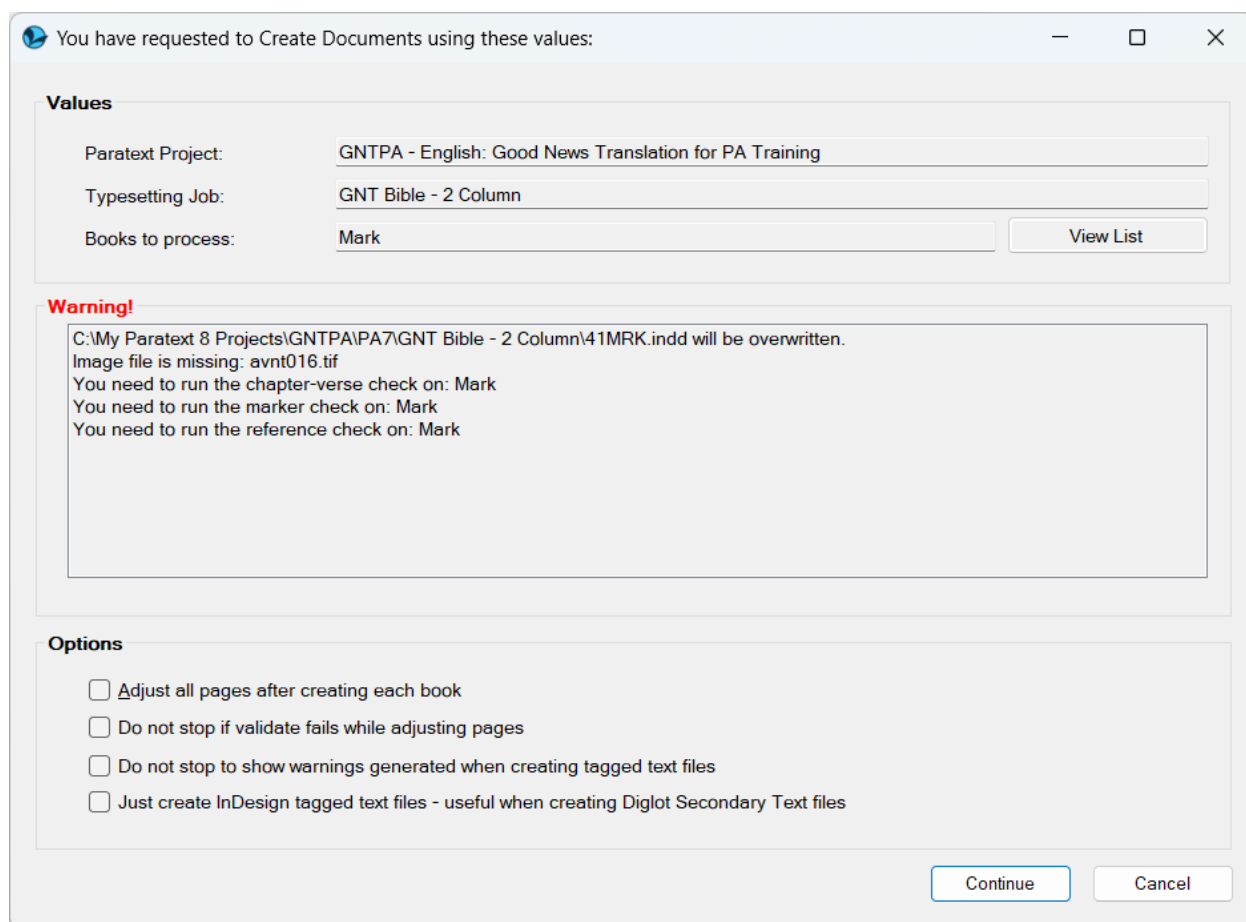 You have requested to Create Documents using these values:
Values
Paratext Project: GNTPA - English: Good News Translation for PA Training
Typesetting Job: GNT Bible - 2 Column
Books to process: Mark View List
Warning!
C:\My Paratext 8 Projects\GNTPA\PA7\GNT Bible - 2 Column\41MRK.indd will be overwritten.
Image file is missing: avnt016.tif
You need to run the chapter-verse check on: Mark
You need to run the marker check on: Mark
You need to run the reference check on: Mark
Options
Adjust all pages after creating each book
Do not stop if validate fails while adjusting pages
Do not stop to show warnings generated when creating tagged text files
Just create InDesign tagged text files - useful when creating Diglot Secondary Text files
Continue Cancel